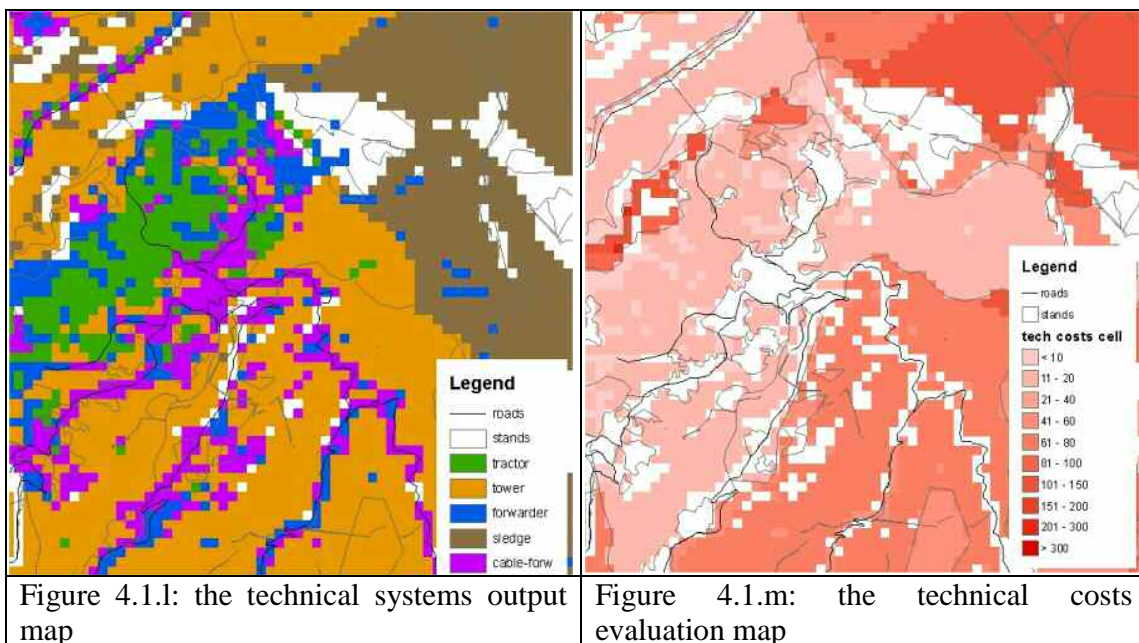 Legend
roads
stands
tractor
tower
forwarder
sledge
cable-forw
Legend
roads
stands
tech costs cell
< 10
11 - 20
21 - 40
41 - 60
61 - 80
81 - 100
101 - 150
151 - 200
201 - 300
> 300
Figure 4.1.l: the technical systems output
map
Figure 4.1.m: the technical costs
evaluation map